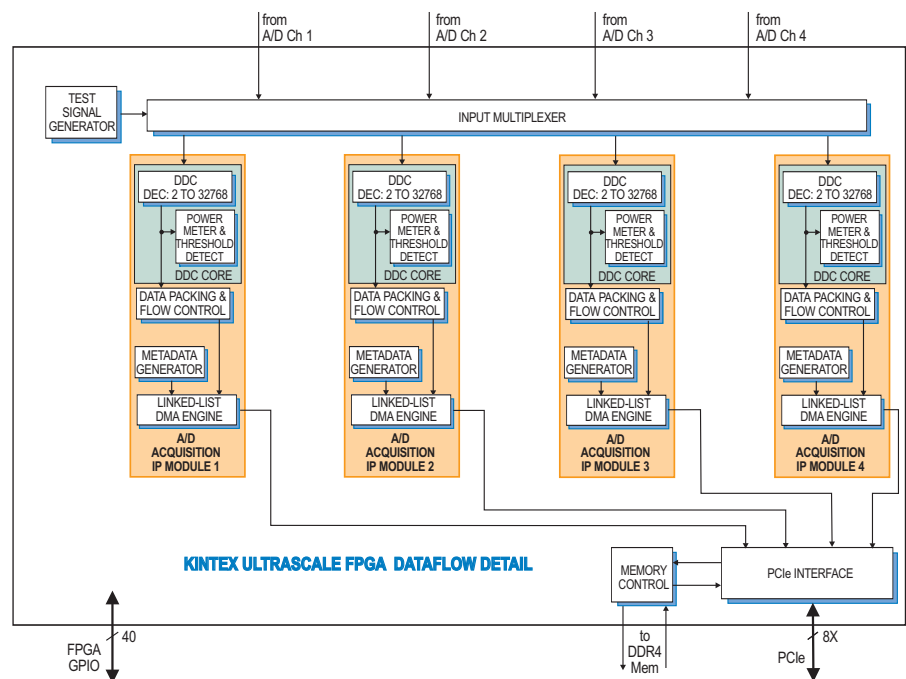 from
A/D Ch 1
from
A/D Ch 2
from
A/D Ch 3
from
A/D Ch 4
TEST
SIGNAL
GENERATOR
INPUT MULTIPLEXER
DDC
DEC: 2 TO 32768
POWER
METER &
THRESHOLD
DETECT
DDC CORE
DATA PACKING &
FLOW CONTROL
METADATA
GENERATOR
LINKED-LIST
DMA ENGINE
A/D
ACQUISITION
IP MODULE 1
DDC
DEC: 2 TO 32768
POWER
METER &
THRESHOLD
DETECT
DDC CORE
DATA PACKING &
FLOW CONTROL
METADATA
GENERATOR
LINKED-LIST
DMA ENGINE
A/D
ACQUISITION
IP MODULE 2
DDC
DEC: 2 TO 32768
POWER
METER &
THRESHOLD
DETECT
DDC CORE
DATA PACKING &
FLOW CONTROL
METADATA
GENERATOR
LINKED-LIST
DMA ENGINE
A/D
ACQUISITION
IP MODULE 3
DDC
DEC: 2 TO 32768
POWER
METER &
THRESHOLD
DETECT
DDC CORE
DATA PACKING &
FLOW CONTROL
METADATA
GENERATOR
LINKED-LIST
DMA ENGINE
A/D
ACQUISITION
IP MODULE 4
KINTEX ULTRASCALE FPGA DATAFLOW DETAIL
MEMORY
CONTROL
PCIe INTERFACE
40
FPGA
GPIO
to
DDR4
Mem
8X
PCIe